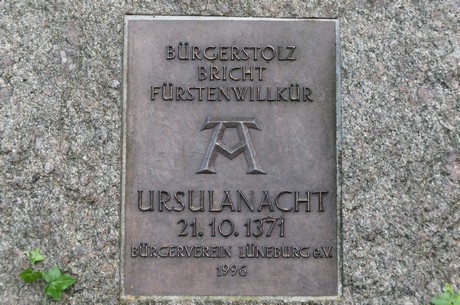 BÜRGERSTOLZ
BRICHT
FÜRSTENWILLKÜR
A
URSULANACHT
21.10.1371
BÜRGERVEREIN LÜNEBURG e.V.
1996